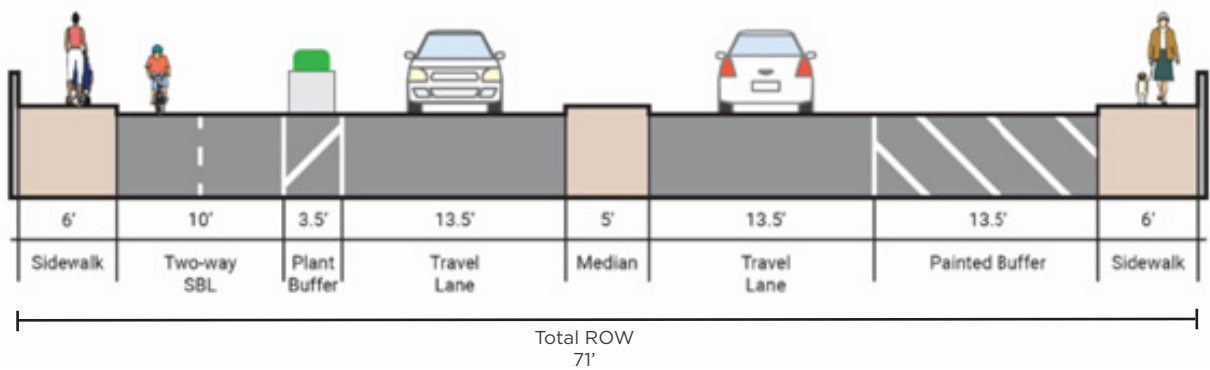 6' 10' 3.5' 13.5' 5' 13.5' 13.5' 6'
Sidewalk Two-way Plant Travel Median Travel Painted Buffer Sidewalk
SBL Buffer Lane Lane
Total ROW
71'